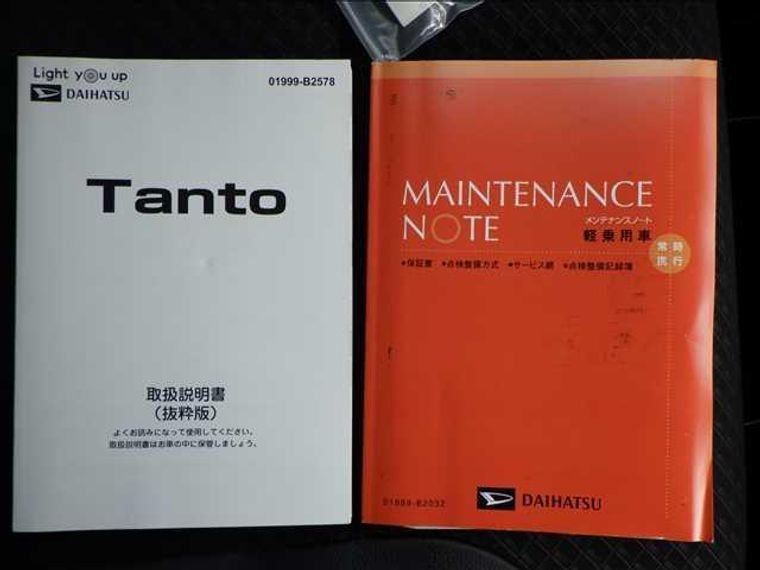 Light you up
DAIHATSU
01999-B2578
Tanto
取扱説明書
（抜粋版）
よくお読みになって使用してください。
取扱説明書はお車の中に保管しましょう。
MAINTENANCE
NOTE
メンテナンスノート
軽乗用車
常時
携行
●保証書 ●点検整備方式 ●サービス網 ●点検整備記録簿
01999-B2032
DAIHATSU